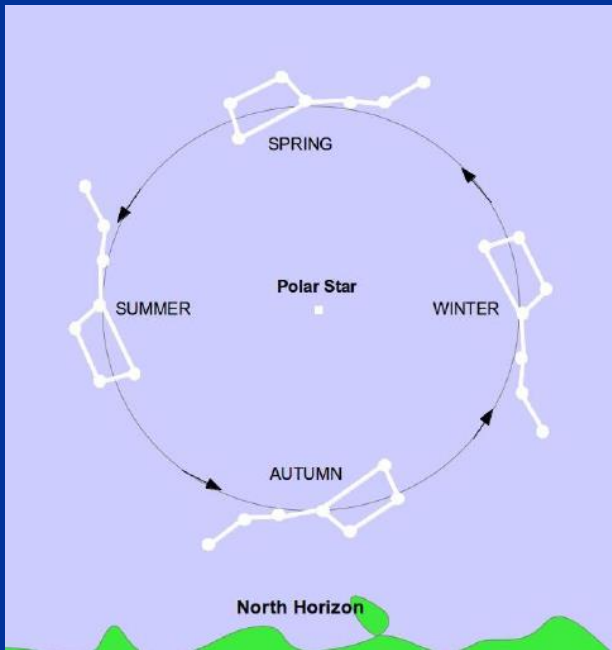 SPRING
Polar Star
SUMMER
WINTER
AUTUMN
North Horizon